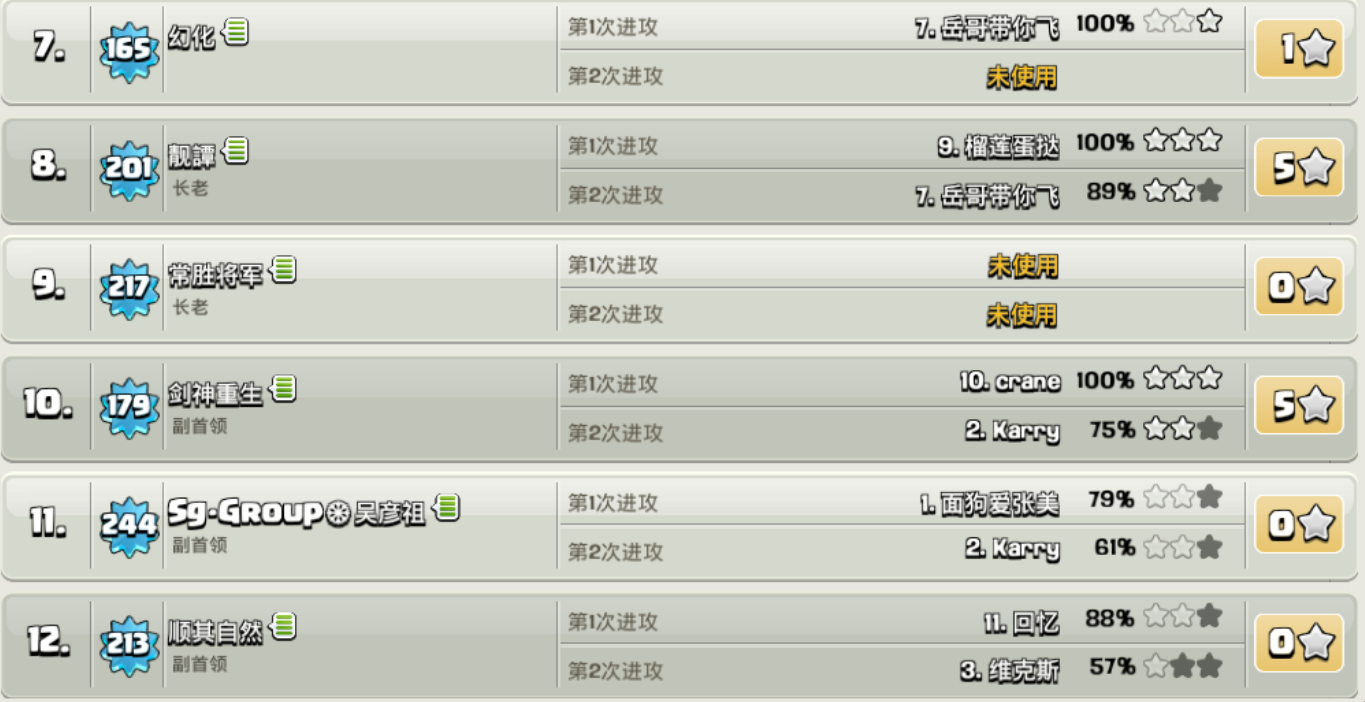 7. 165 幻化 第1次进攻 7. 岳哥带你飞 100% 1
第2次进攻 未使用
8. 201 靓譚 第1次进攻 9. 榴莲蛋挞 100% 5
长老 第2次进攻 7. 岳哥带你飞 89%
9. 217 常胜将军 第1次进攻 未使用 0
长老 第2次进攻 未使用
10. 179 剑神重生 第1次进攻 10. crane 100% 5
副首领 第2次进攻 2. Karry 75%
11. 244 Sg-GROUP⊛吴彦祖 第1次进攻 1. 面狗爱张美 79% 0
副首领 第2次进攻 2. Karry 61%
12. 213 顺其自然 第1次进攻 11. 回忆 88% 0
副首领 第2次进攻 3. 维克斯 57%